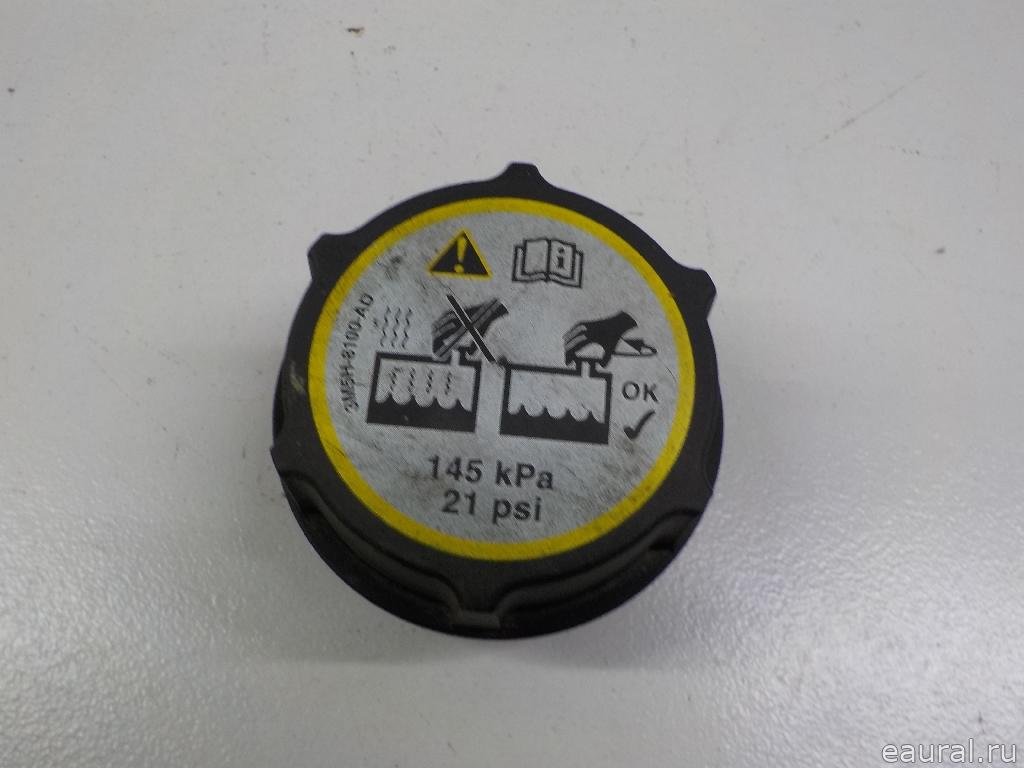 3M5H-8100-AD
OK
145 kPa
21 psi
eaural.ru